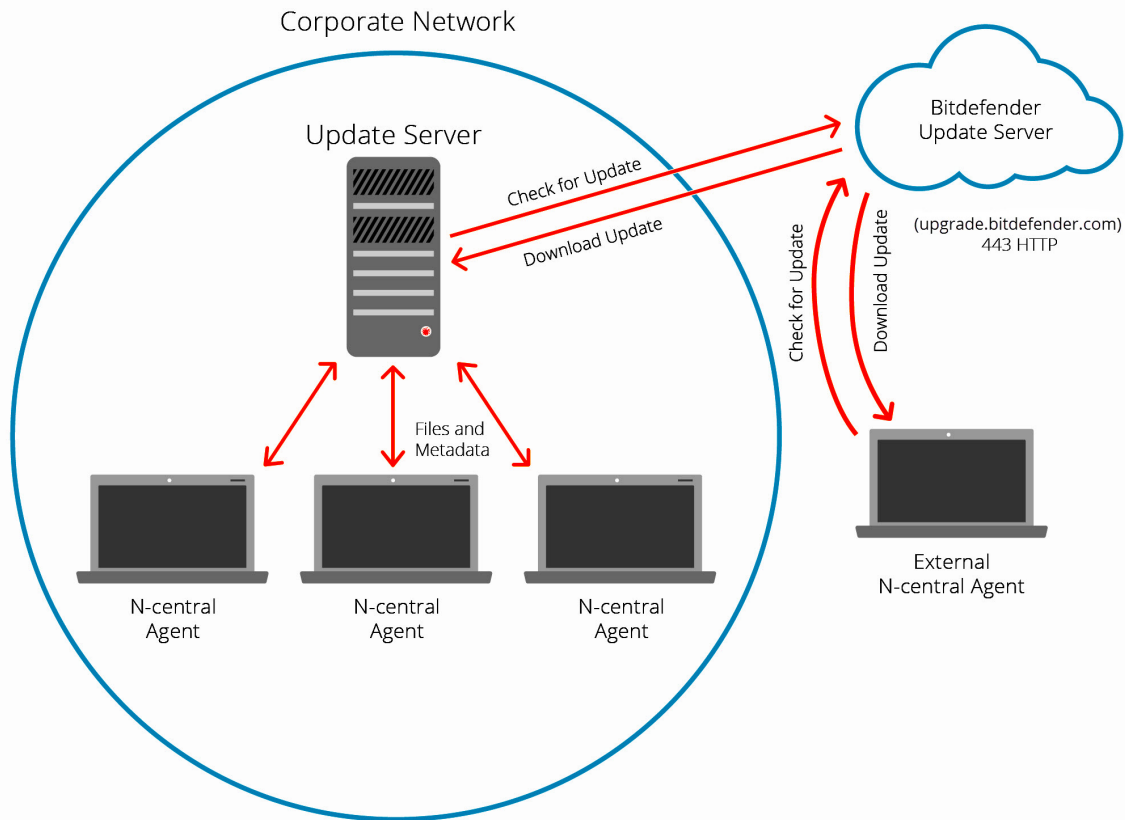 Corporate Network
Update Server
Check for Update
Download Update
Bitdefender
Update Server
(upgrade.bitdefender.com)
443 HTTP
Check for Update
Download Update
Files and
Metadata
N-central
Agent
N-central
Agent
N-central
Agent
External
N-central Agent